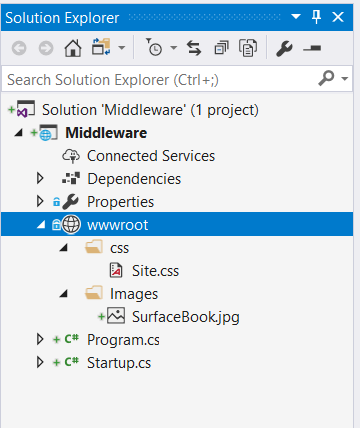 Solution Explorer
Search Solution Explorer (Ctrl+;)
Solution 'Middleware' (1 project)
Middleware
Connected Services
Dependencies
Properties
wwwroot
css
Site.css
Images
SurfaceBook.jpg
C# Program.cs
C# Startup.cs